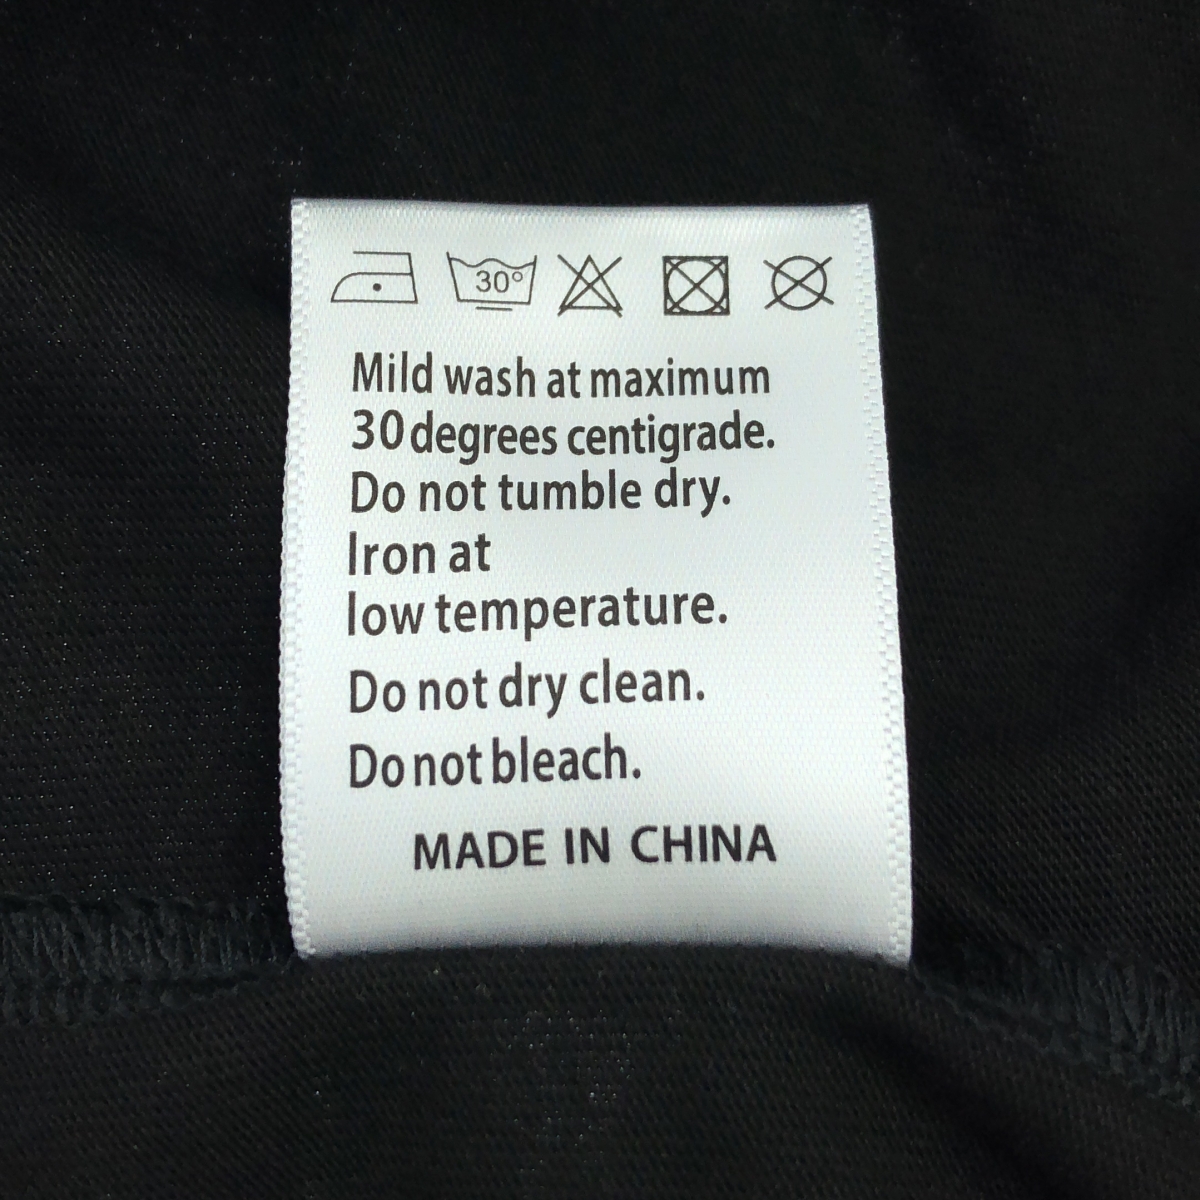 30°
Mild wash at maximum
30 degrees centigrade.
Do not tumble dry.
Iron at
low temperature.
Do not dry clean.
Do not bleach.
MADE IN CHINA